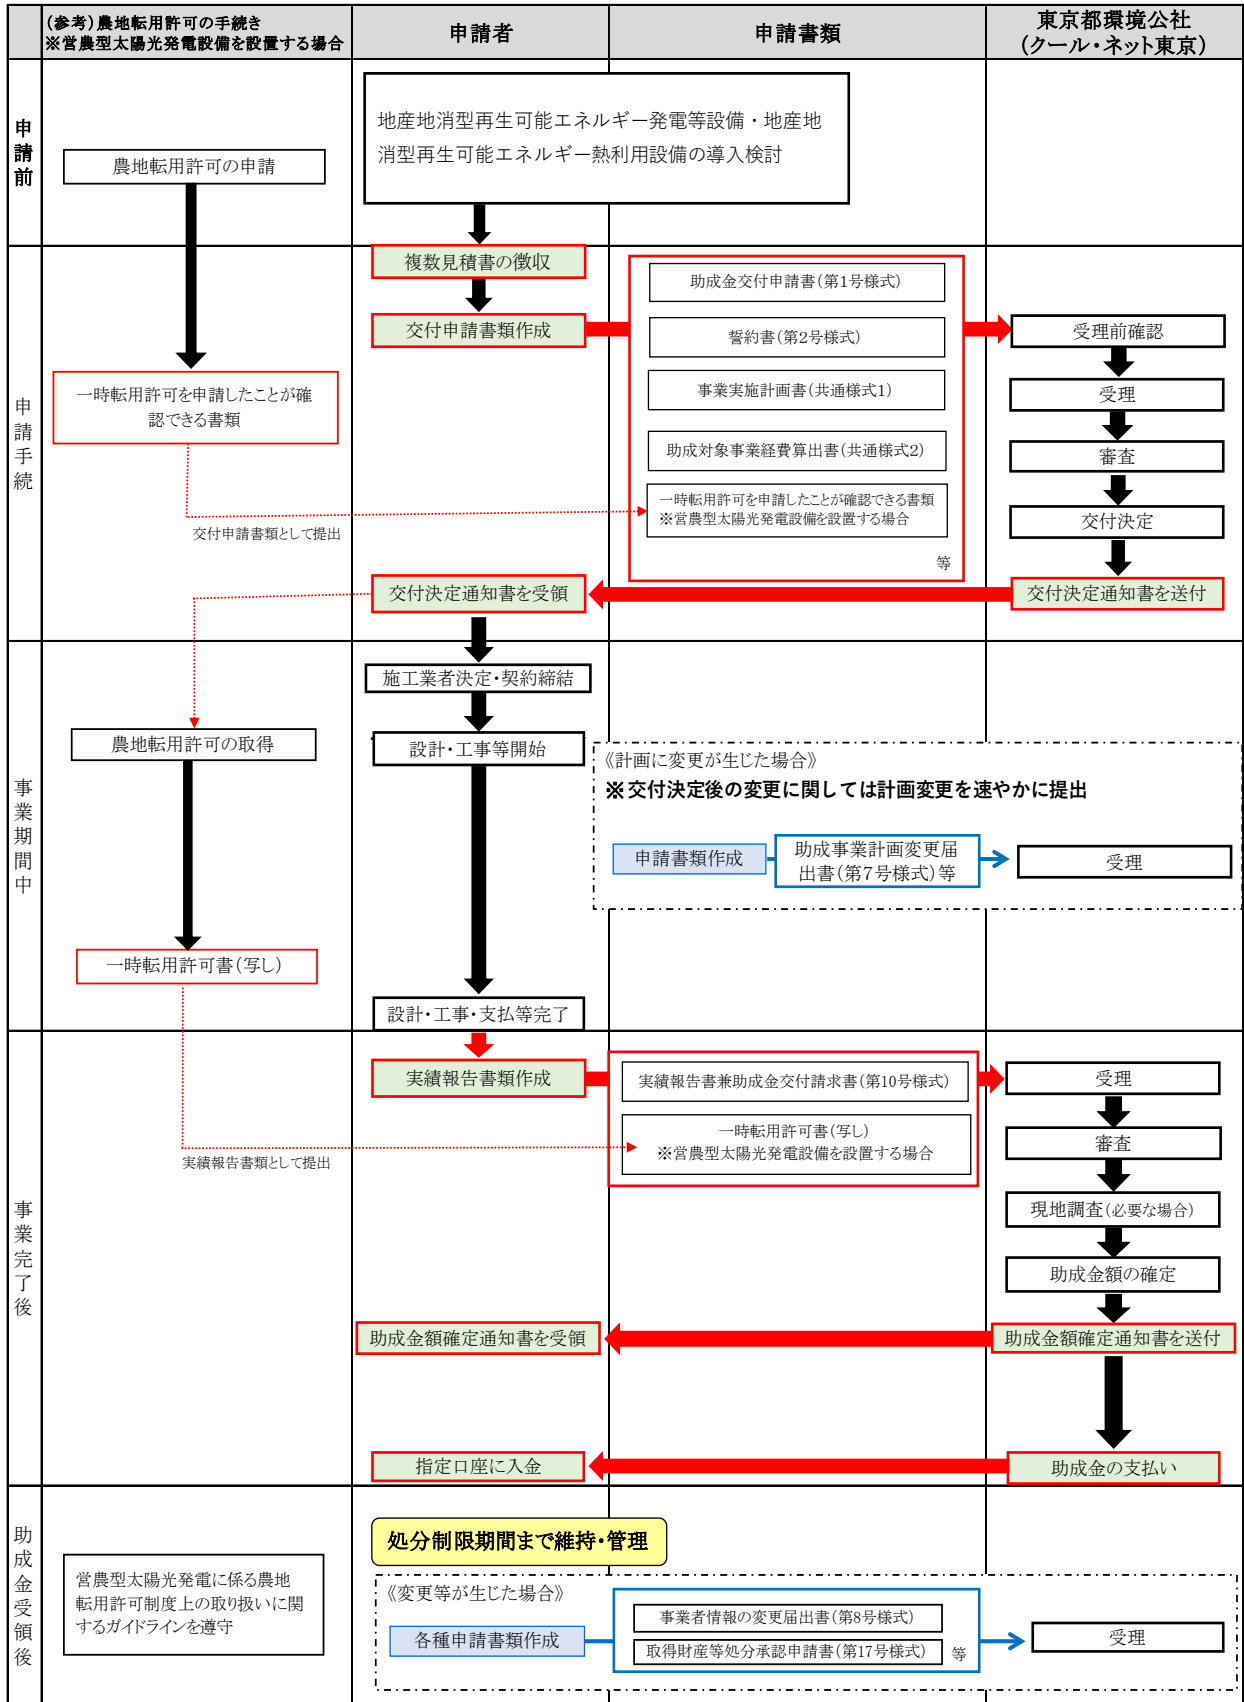 (参考)農地転用許可の手続き
※営農型太陽光発電設備を設置する場合
申請者
申請書類
東京都環境公社
(クール・ネット東京)
申請前
農地転用許可の申請
地産地消型再生可能エネルギー発電等設備・地産地
消型再生可能エネルギー熱利用設備の導入検討
申請手続
複数見積書の徴収
交付申請書類作成
助成金交付申請書(第1号様式)
誓約書(第2号様式)
事業実施計画書(共通様式1)
助成対象事業経費算出書(共通様式2)
一時転用許可を申請したことが確認できる書類
※営農型太陽光発電設備を設置する場合
等
受理前確認
受理
審査
交付決定
交付決定通知書を送付
一時転用許可を申請したことが確
認できる書類
交付申請書類として提出
交付決定通知書を受領
事業期間中
施工業者決定・契約締結
設計・工事等開始
農地転用許可の取得
《計画に変更が生じた場合》
※交付決定後の変更に関しては計画変更を速やかに提出
申請書類作成
助成事業計画変更届
出書(第7号様式)等
受理
一時転用許可書(写し)
設計・工事・支払等完了
事業完了後
実績報告書類作成
実績報告書兼助成金交付請求書(第10号様式)
一時転用許可書(写し)
※営農型太陽光発電設備を設置する場合
実績報告書類として提出
受理
審査
現地調査(必要な場合)
助成金額の確定
助成金額確定通知書を送付
助成金額確定通知書を受領
助成金の支払い
指定口座に入金
助成金受領後
営農型太陽光発電に係る農地
転用許可制度上の取り扱いに関
するガイドラインを遵守
処分制限期間まで維持・管理
《変更等が生じた場合》
各種申請書類作成
事業者情報の変更届出書(第8号様式)
取得財産等処分承認申請書(第17号様式)
等
受理